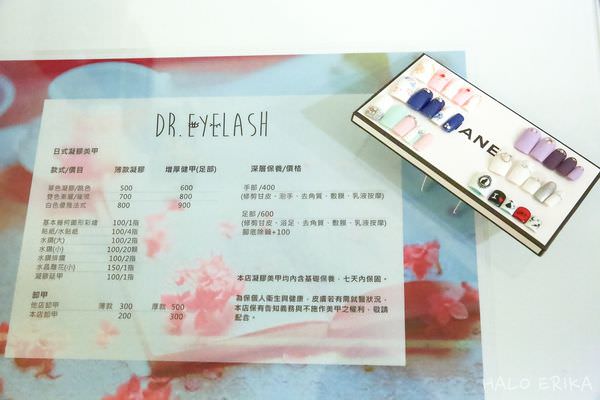 DR.EYELASH
日式凝膠美甲
款式/價目 薄款凝膠 增厚健甲(足部)
單色凝膠/跳色 500 600
雙色漸層/璇渲 700 800
白色優雅法式 800 900
基本幾何圖形彩繪 100/1指
貼紙/水貼紙 100/4指
水鑽(大) 100/2顆
水鑽(小) 100/20顆
水鑽排鑽 100/2指
水晶雕花(小) 150/1指
凝膠延甲 100/1指
卸甲
他店卸甲 薄款 300 厚款 500
本店卸甲 200 300
深層保養/價格
手部 /400
(修剪甘皮、泡手、去角質、敷膜、乳液按摩)
足部 /600
(修剪甘皮、浴足、去角質、敷膜、乳液按摩)
腳底除繭+100
本店凝膠美甲均內含基礎保養，七天內保固。
為保個人衛生與健康，皮膚若有需就醫狀況，
本店保有告知義務與不施作美甲之權利，敬請
配合。
ANE
HALO ERIKA